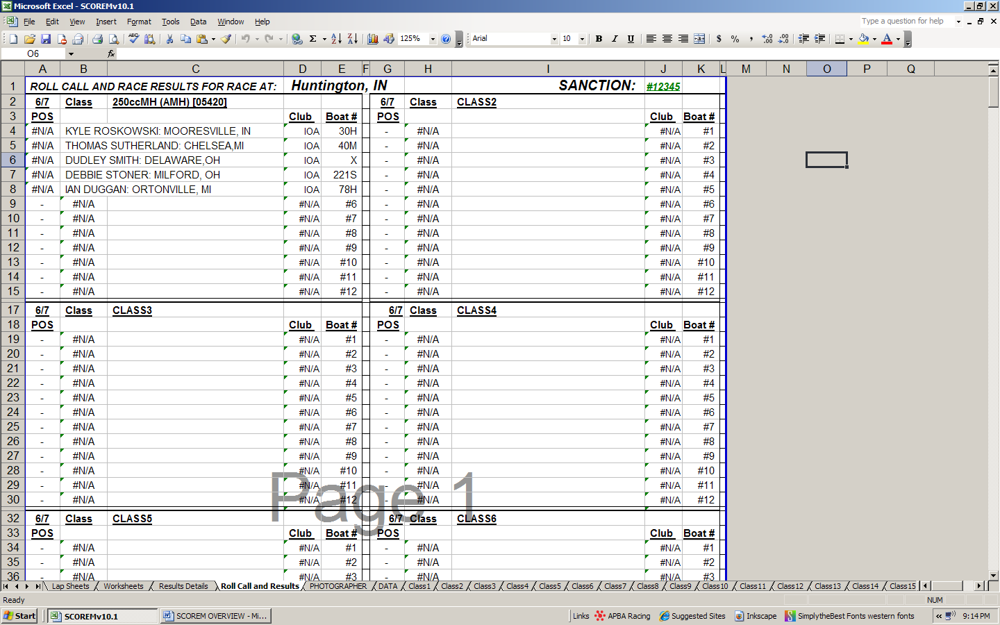 Microsoft Excel - SCOREMv10.1
File Edit View Insert Format Tools Data Window Help Type a question for help
125% Arial 10 B I U $ % ,
O6 fx
A B C D E F G H I J K L M N O P Q
1 ROLL CALL AND RACE RESULTS FOR RACE AT: Huntington, IN SANCTION: #12345
2 6/7 Class 250ccMH (AMH) [05420] 6/7 Class CLASS2
3 POS Club Boat # POS Club Boat #
4 #N/A KYLE ROSKOWSKI: MOORESVILLE, IN IOA 30H - #N/A #N/A #1
5 #N/A THOMAS SUTHERLAND: CHELSEA,MI IOA 40M - #N/A #N/A #2
6 #N/A DUDLEY SMITH: DELAWARE,OH IOA X - #N/A #N/A #3
7 #N/A DEBBIE STONER: MILFORD, OH IOA 221S - #N/A #N/A #4
8 #N/A IAN DUGGAN: ORTONVILLE, MI IOA 78H - #N/A #N/A #5
9 - #N/A #N/A #6 - #N/A #N/A #6
10 - #N/A #N/A #7 - #N/A #N/A #7
11 - #N/A #N/A #8 - #N/A #N/A #8
12 - #N/A #N/A #9 - #N/A #N/A #9
13 - #N/A #N/A #10 - #N/A #N/A #10
14 - #N/A #N/A #11 - #N/A #N/A #11
15 - #N/A #N/A #12 - #N/A #N/A #12
17 6/7 Class CLASS3 6/7 Class CLASS4
18 POS Club Boat # POS Club Boat #
19 - #N/A #N/A #1 - #N/A #N/A #1
20 - #N/A #N/A #2 - #N/A #N/A #2
21 - #N/A #N/A #3 - #N/A #N/A #3
22 - #N/A #N/A #4 - #N/A #N/A #4
23 - #N/A #N/A #5 - #N/A #N/A #5
24 - #N/A #N/A #6 - #N/A #N/A #6
25 - #N/A #N/A #7 - #N/A #N/A #7
26 - #N/A #N/A #8 - #N/A #N/A #8
27 - #N/A #N/A #9 - #N/A #N/A #9
28 - #N/A #N/A #10 - #N/A #N/A #10
29 - #N/A #N/A #11 - #N/A #N/A #11
30 - #N/A #N/A #12 - #N/A #N/A #12
Page 1
32 6/7 Class CLASS5 6/7 Class CLASS6
33 POS Club Boat # POS Club Boat #
34 - #N/A #N/A #1 - #N/A #N/A #1
35 - #N/A #N/A #2 - #N/A #N/A #2
36 - #N/A #N/A #3 - #N/A #N/A #3
Lap Sheets Worksheets Results Details Roll Call and Results PHOTOGRAPHER DATA Class1 Class2 Class3 Class4 Class5 Class6 Class7 Class8 Class9 Class10 Class11 Class12 Class13 Class14 Class15
Ready NUM
Start SCOREMv10.1 SCOREM OVERVIEW - Mi... Links APBA Racing Suggested Sites Inkscape SimplytheBest Fonts western fonts « 9:14 PM